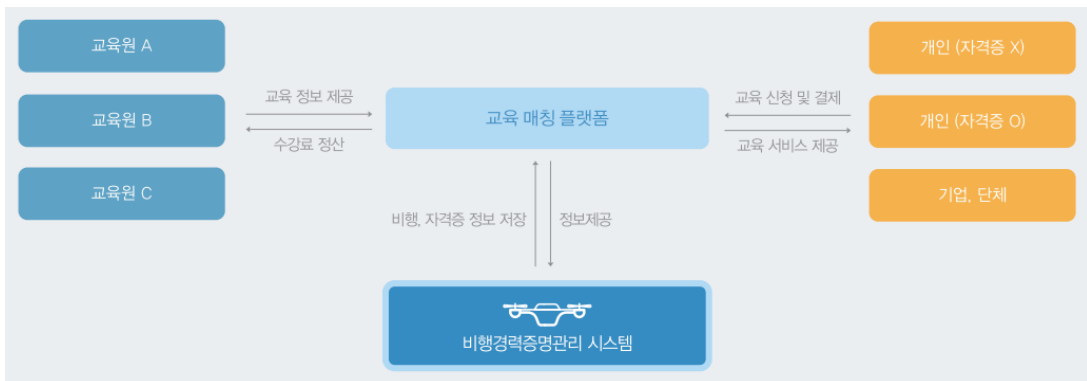 교육원 A
교육원 B
교육원 C
교육 정보 제공
수강료 정산
교육 매칭 플랫폼
교육 신청 및 결제
교육 서비스 제공
개인 (자격증 X)
개인 (자격증 O)
기업, 단체
비행, 자격증 정보 저장
정보제공
비행경력증명관리 시스템